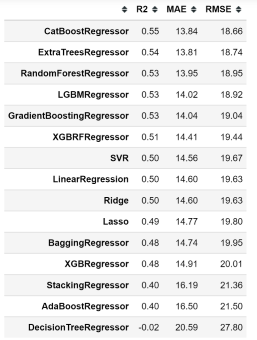 R2 MAE RMSE
CatBoostRegressor 0.55 13.84 18.66
ExtraTreesRegressor 0.54 13.81 18.74
RandomForestRegressor 0.53 13.95 18.95
LGBMRegressor 0.53 14.02 18.92
GradientBoostingRegressor 0.53 14.04 19.04
XGBRFRegressor 0.51 14.41 19.44
SVR 0.50 14.56 19.67
LinearRegression 0.50 14.60 19.63
Ridge 0.50 14.60 19.63
Lasso 0.49 14.77 19.80
BaggingRegressor 0.48 14.74 19.95
XGBRegressor 0.48 14.91 20.01
StackingRegressor 0.40 16.19 21.36
AdaBoostRegressor 0.40 16.50 21.50
DecisionTreeRegressor -0.02 20.59 27.80